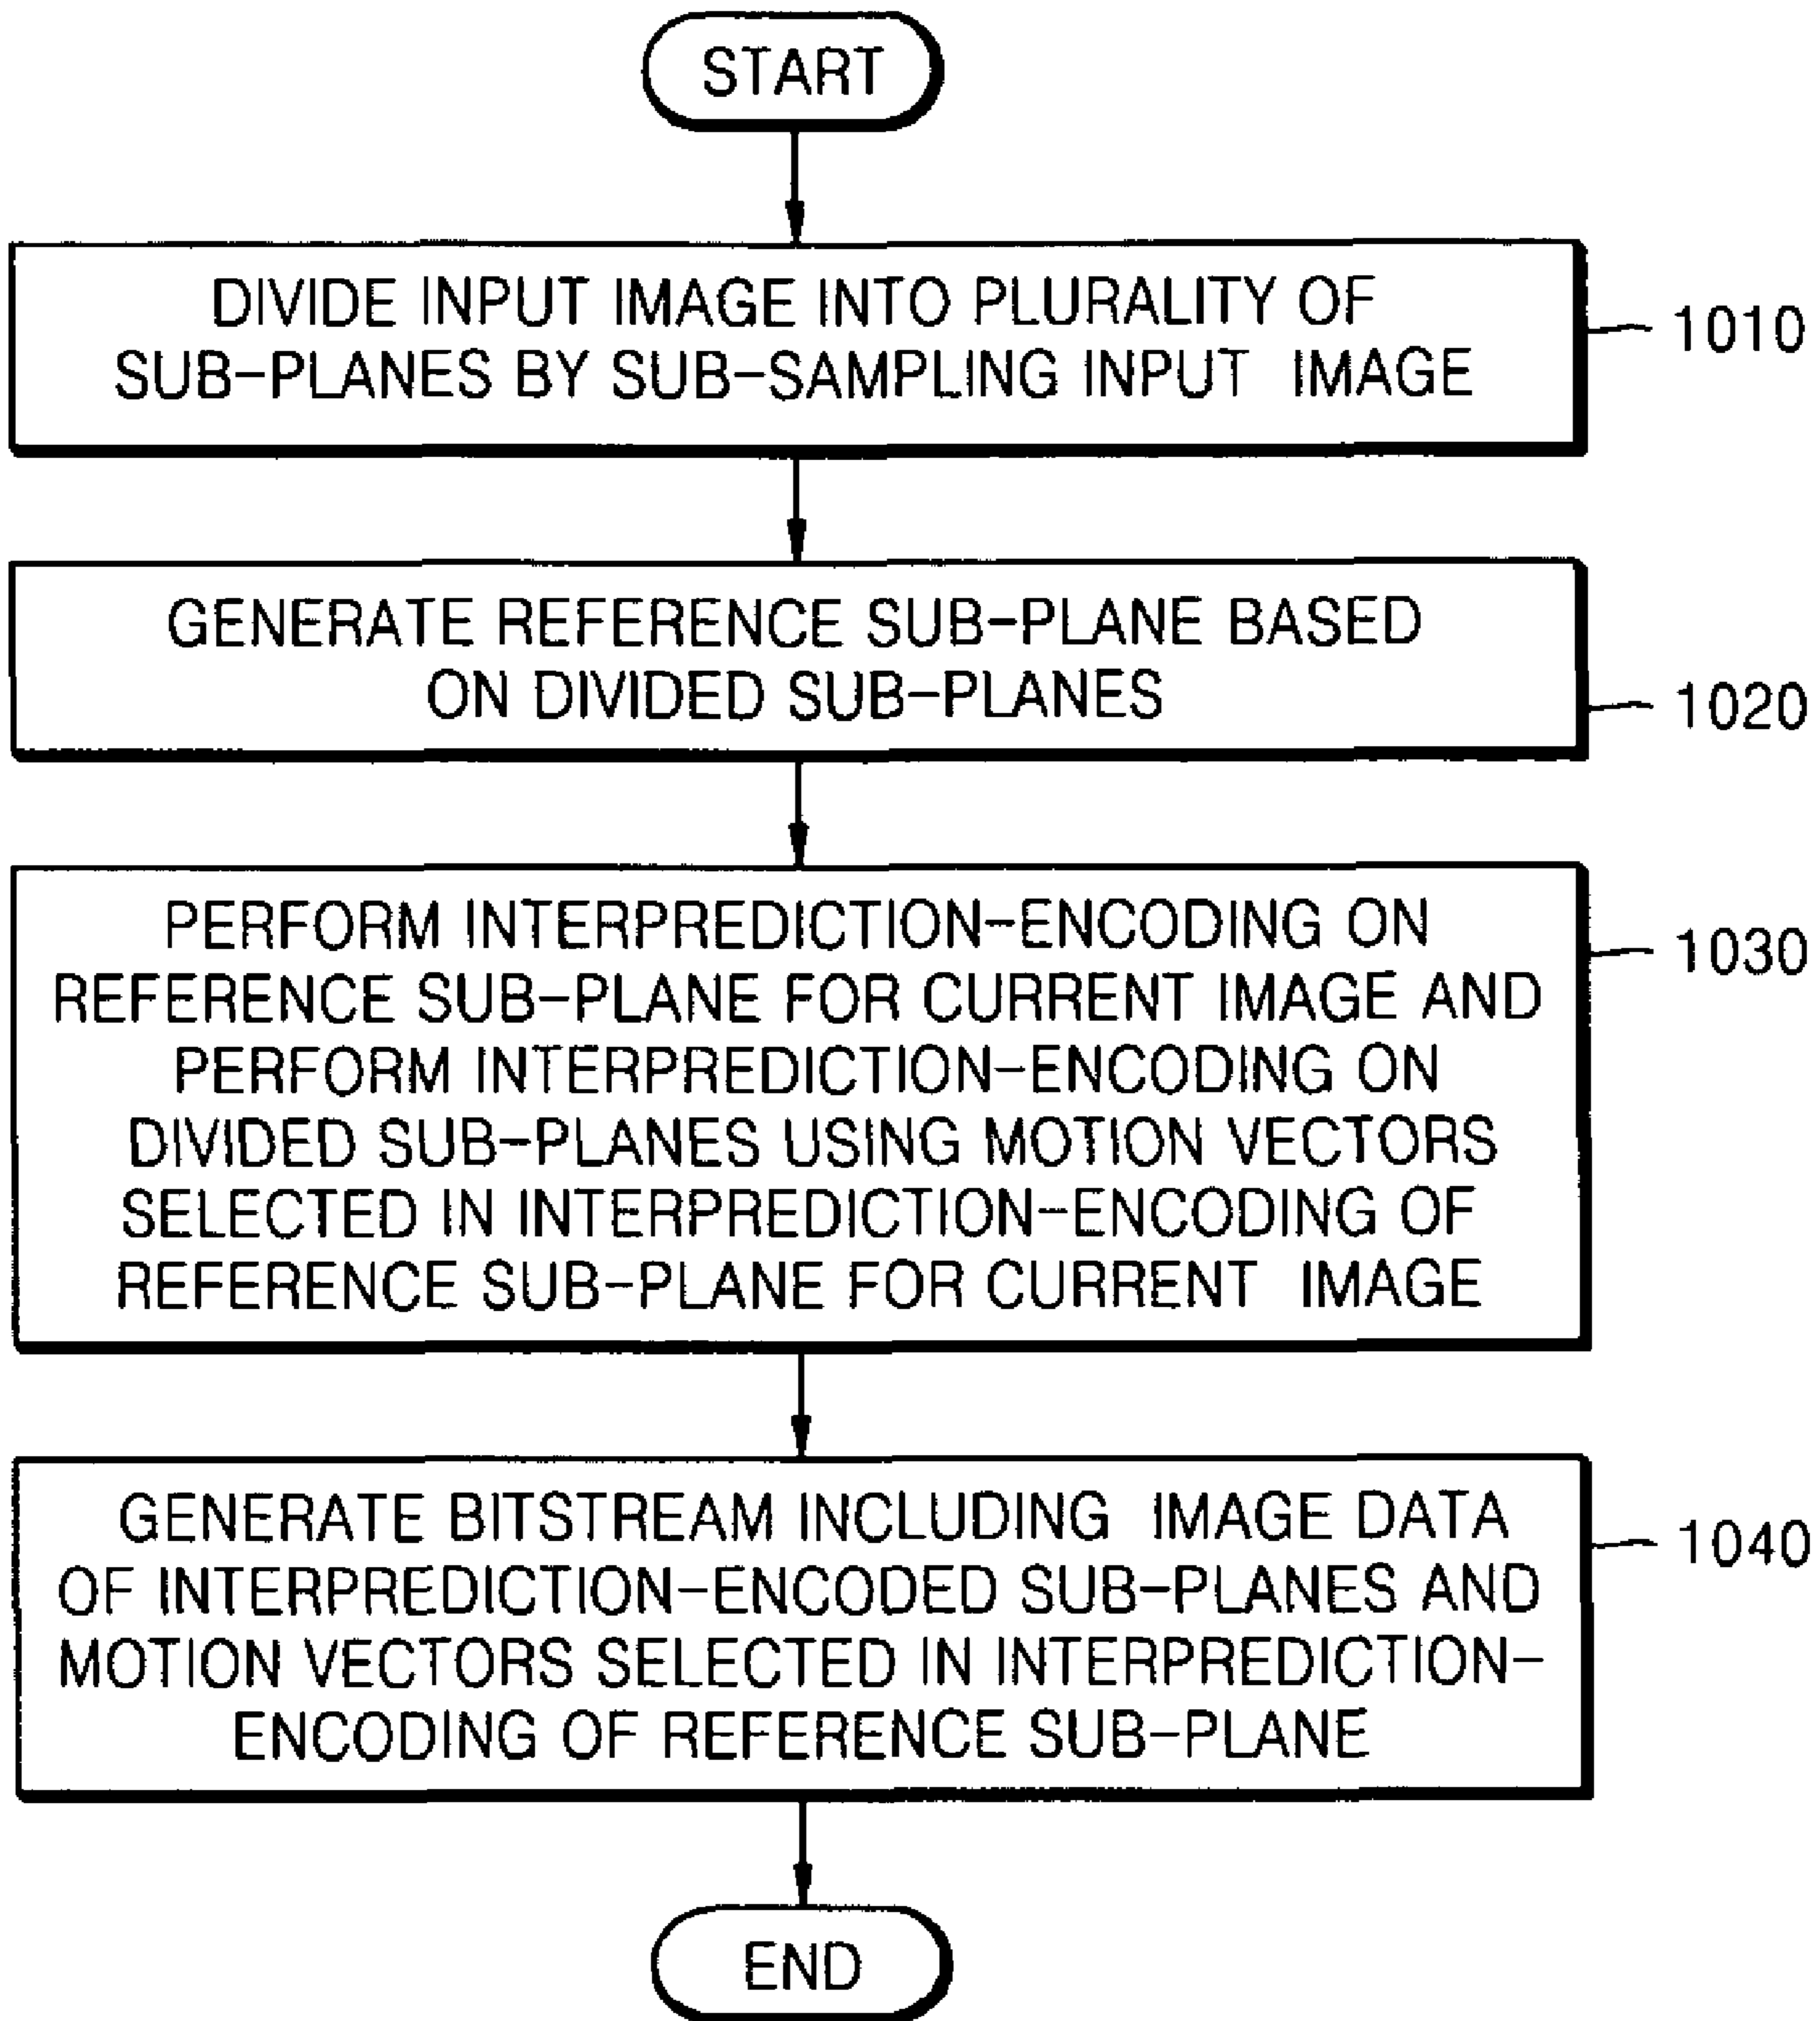 START
DIVIDE INPUT IMAGE INTO PLURALITY OF
SUB-PLANES BY SUB-SAMPLING INPUT IMAGE
1010
GENERATE REFERENCE SUB-PLANE BASED
ON DIVIDED SUB-PLANES
1020
PERFORM INTERPREDICTION-ENCODING ON
REFERENCE SUB-PLANE FOR CURRENT IMAGE AND
PERFORM INTERPREDICTION-ENCODING ON
DIVIDED SUB-PLANES USING MOTION VECTORS
SELECTED IN INTERPREDICTION-ENCODING OF
REFERENCE SUB-PLANE FOR CURRENT IMAGE
1030
GENERATE BITSTREAM INCLUDING IMAGE DATA
OF INTERPREDICTION-ENCODED SUB-PLANES AND
MOTION VECTORS SELECTED IN INTERPREDICTION-
ENCODING OF REFERENCE SUB-PLANE
1040
END